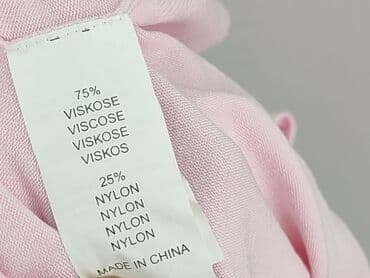 75%
VISKOSE
VISCOSE
VISKOSE
VISKOS
25%
NYLON
NYLON
NYLON
NYLON
MADE IN CHINA